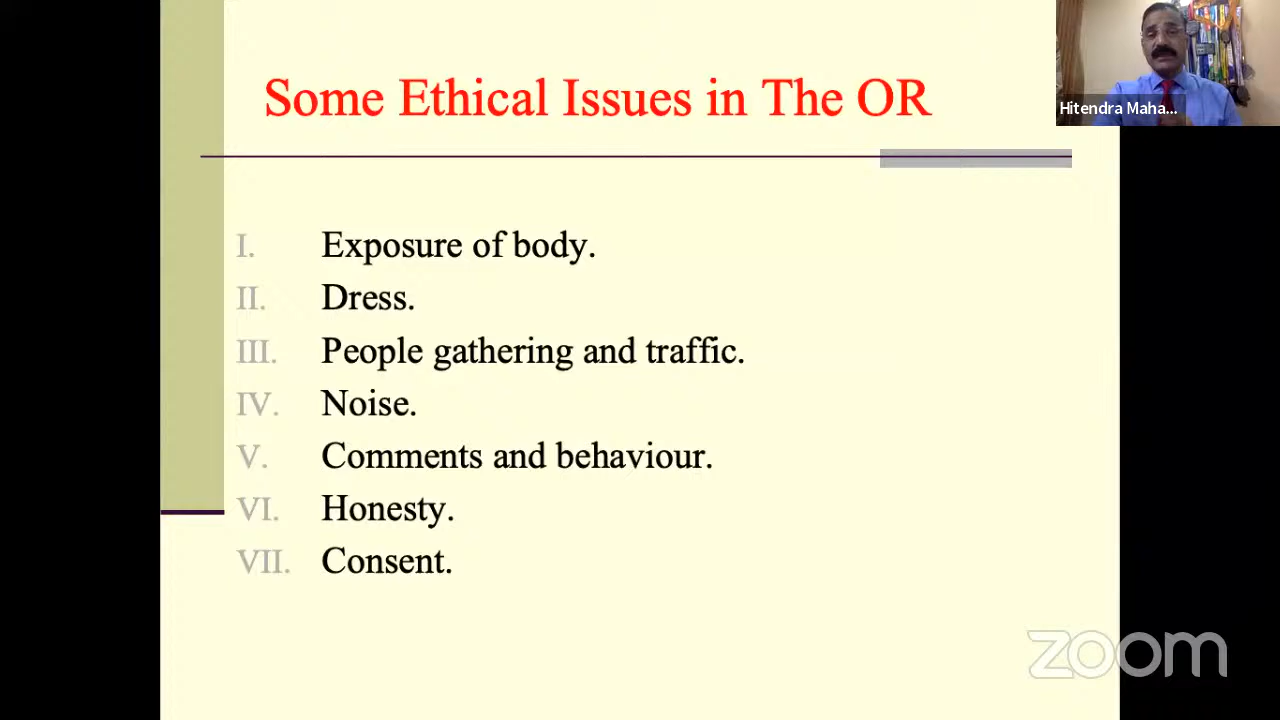 Some Ethical Issues in The OR
Hitendra Maha...
I. Exposure of body.
II. Dress.
III. People gathering and traffic.
IV. Noise.
V. Comments and behaviour.
VI. Honesty.
VII. Consent.
zoom